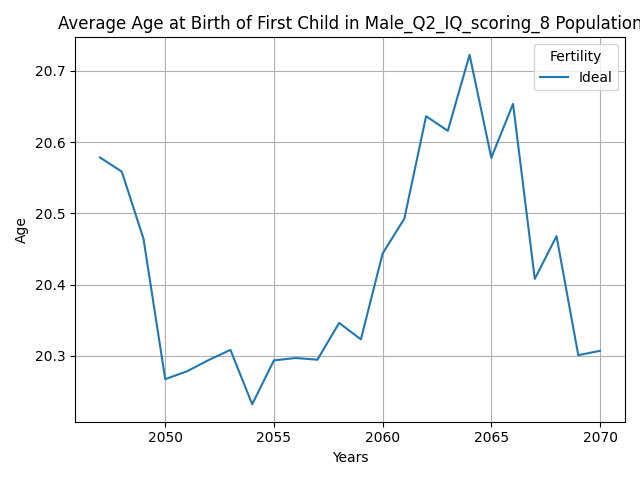 Average Age at Birth of First Child in Male_Q2_IQ_scoring_8 Population
Fertility
Ideal
20.7
20.6
20.5
20.4
20.3
Age
2050 2055 2060 2065 2070
Years